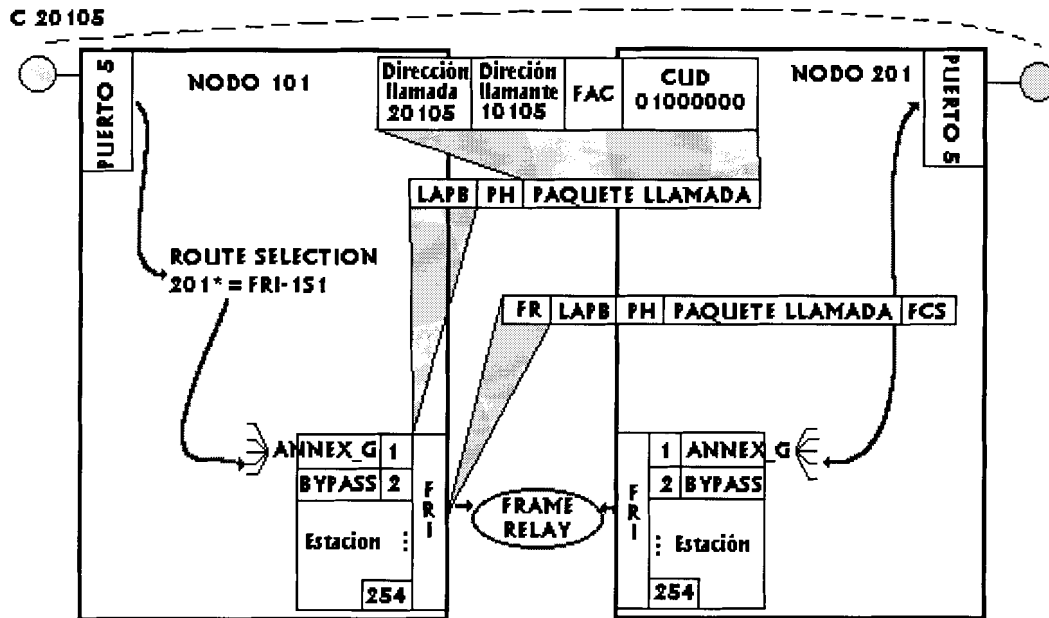 C 20105
PUERTO 5
NODO 101
Dirección llamada 20105
Direción llamante 10105
FAC
CUD 01000000
NODO 201
PUERTO 5
LAPB PH PAQUETE LLAMADA
ROUTE SELECTION
201* = FRI-1S1
FR LAPB PH PAQUETE LLAMADA FCS
ANNEX_G 1
BYPASS 2
Estacion ⋮
254
FRI
FRAME
RELAY
FRI
1 ANNEX_G
2 BYPASS
⋮ Estación
254